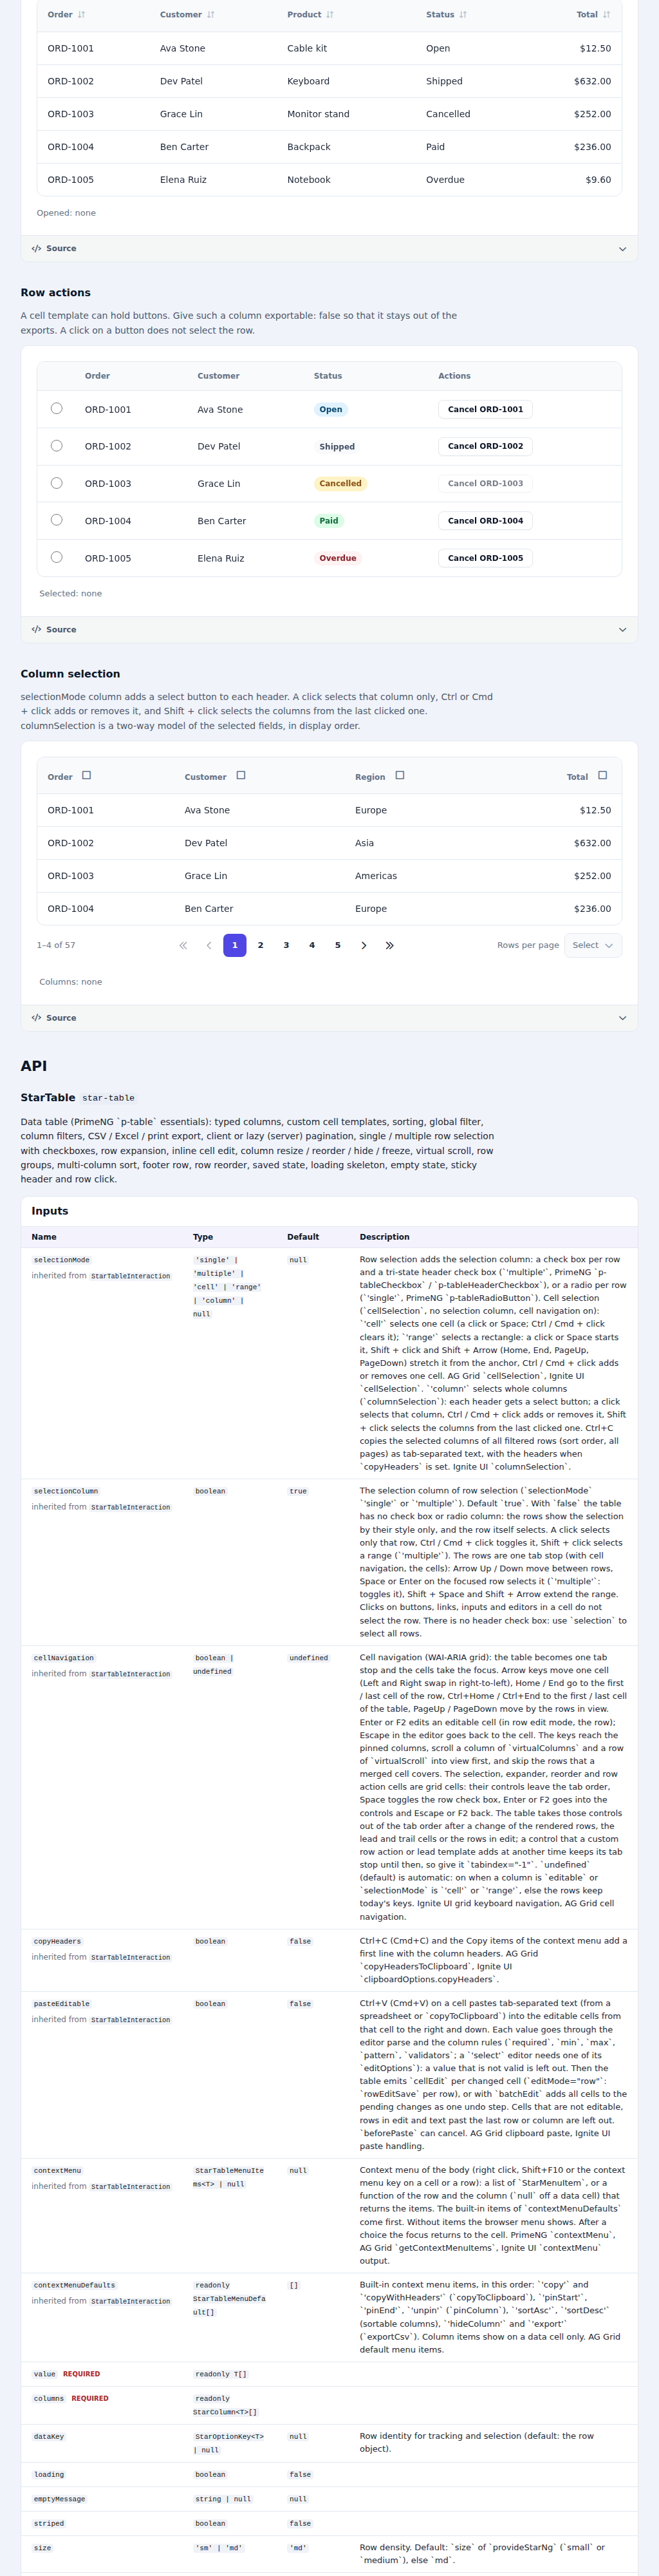 Order Customer Product Status Total
ORD-1001 Ava Stone Cable kit Open $12.50
ORD-1002 Dev Patel Keyboard Shipped $632.00
ORD-1003 Grace Lin Monitor stand Cancelled $252.00
ORD-1004 Ben Carter Backpack Paid $236.00
ORD-1005 Elena Ruiz Notebook Overdue $9.60
Opened: none
</> Source
Row actions
A cell template can hold buttons. Give such a column exportable: false so that it stays out of the
exports. A click on a button does not select the row.
Order Customer Status Actions
ORD-1001 Ava Stone Open Cancel ORD-1001
ORD-1002 Dev Patel Shipped Cancel ORD-1002
ORD-1003 Grace Lin Cancelled Cancel ORD-1003
ORD-1004 Ben Carter Paid Cancel ORD-1004
ORD-1005 Elena Ruiz Overdue Cancel ORD-1005
Selected: none
</> Source
Column selection
selectionMode column adds a select button to each header. A click selects that column only, Ctrl or Cmd
+ click adds or removes it, and Shift + click selects the columns from the last clicked one.
columnSelection is a two-way model of the selected fields, in display order.
Order Customer Region Total
ORD-1001 Ava Stone Europe $12.50
ORD-1002 Dev Patel Asia $632.00
ORD-1003 Grace Lin Americas $252.00
ORD-1004 Ben Carter Europe $236.00
1–4 of 57 « ‹ 1 2 3 4 5 › » Rows per page Select
Columns: none
</> Source
API
StarTable star-table
Data table (PrimeNG `p-table` essentials): typed columns, custom cell templates, sorting, global filter,
column filters, CSV / Excel / print export, client or lazy (server) pagination, single / multiple row selection
with checkboxes, row expansion, inline cell edit, column resize / reorder / hide / freeze, virtual scroll, row
groups, multi-column sort, footer row, row reorder, saved state, loading skeleton, empty state, sticky
header and row click.
Inputs
Name Type Default Description
selectionMode
inherited from StarTableInteraction
'single' |
'multiple' |
'cell' | 'range'
| 'column' |
null
null
Row selection adds the selection column: a check box per row
and a tri-state header check box (`'multiple'`, PrimeNG `p-
tableCheckbox` / `p-tableHeaderCheckbox`), or a radio per row
(`'single'`, PrimeNG `p-tableRadioButton`). Cell selection
(`cellSelection`, no selection column, cell navigation on):
`'cell'` selects one cell (a click or Space; Ctrl / Cmd + click
clears it); `'range'` selects a rectangle: a click or Space starts
it, Shift + click and Shift + Arrow (Home, End, PageUp,
PageDown) stretch it from the anchor, Ctrl / Cmd + click adds
or removes one cell. AG Grid `cellSelection`, Ignite UI
`cellSelection`. `'column'` selects whole columns
(`columnSelection`): each header gets a select button; a click
selects that column, Ctrl / Cmd + click adds or removes it, Shift
+ click selects the columns from the last clicked one. Ctrl+C
copies the selected columns of all filtered rows (sort order, all
pages) as tab-separated text, with the headers when
`copyHeaders` is set. Ignite UI `columnSelection`.
selectionColumn
inherited from StarTableInteraction
boolean
true
The selection column of row selection (`selectionMode`
`'single'` or `'multiple'`). Default `true`. With `false` the table
has no check box or radio column: the rows show the selection
by their style only, and the row itself selects. A click selects
only that row, Ctrl / Cmd + click toggles it, Shift + click selects
a range (`'multiple'`). The rows are one tab stop (with cell
navigation, the cells): Arrow Up / Down move between rows,
Space or Enter on the focused row selects it (`'multiple'`:
toggles it), Shift + Space and Shift + Arrow extend the range.
Clicks on buttons, links, inputs and editors in a cell do not
select the row. There is no header check box: use `selection` to
select all rows.
cellNavigation
inherited from StarTableInteraction
boolean |
undefined
undefined
Cell navigation (WAI-ARIA grid): the table becomes one tab
stop and the cells take the focus. Arrow keys move one cell
(Left and Right swap in right-to-left), Home / End go to the first
/ last cell of the row, Ctrl+Home / Ctrl+End to the first / last cell
of the table, PageUp / PageDown move by the rows in view.
Enter or F2 edits an editable cell (in row edit mode, the row);
Escape in the editor goes back to the cell. The keys reach the
pinned columns, scroll a column of `virtualColumns` and a row
of `virtualScroll` into view first, and skip the rows that a
merged cell covers. The selection, expander, reorder and row
action cells are grid cells: their controls leave the tab order,
Space toggles the row check box, Enter or F2 goes into the
controls and Escape or F2 back. The table takes those controls
out of the tab order after a change of the rendered rows, the
lead and trail cells or the rows in edit; a control that a custom
row action or lead template adds at another time keeps its tab
stop until then, so give it `tabindex="-1"`. `undefined`
(default) is automatic: on when a column is `editable` or
`selectionMode` is `'cell'` or `'range'`, else the rows keep
today's keys. Ignite UI grid keyboard navigation, AG Grid cell
navigation.
copyHeaders
inherited from StarTableInteraction
boolean
false
Ctrl+C (Cmd+C) and the Copy items of the context menu add a
first line with the column headers. AG Grid
`copyHeadersToClipboard`, Ignite UI
`clipboardOptions.copyHeaders`.
pasteEditable
inherited from StarTableInteraction
boolean
false
Ctrl+V (Cmd+V) on a cell pastes tab-separated text (from a
spreadsheet or `copyToClipboard`) into the editable cells from
that cell to the right and down. Each value goes through the
editor parse and the column rules (`required`, `min`, `max`,
`pattern`, `validators`; a `'select'` editor needs one of its
`editOptions`): a value that is not valid is left out. Then the
table emits `cellEdit` per changed cell (`editMode="row"`:
`rowEditSave` per row), or with `batchEdit` adds all cells to the
pending changes as one undo step. Cells that are not editable,
rows in edit and text past the last row or column are left out.
`beforePaste` can cancel. AG Grid clipboard paste, Ignite UI
paste handling.
contextMenu
inherited from StarTableInteraction
StarTableMenuIte
ms<T> | null
null
Context menu of the body (right click, Shift+F10 or the context
menu key on a cell or a row): a list of `StarMenuItem`, or a
function of the row and the column (`null` off a data cell) that
returns the items. The built-in items of `contextMenuDefaults`
come first. Without items the browser menu shows. After a
choice the focus returns to the cell. PrimeNG `contextMenu`,
AG Grid `getContextMenuItems`, Ignite UI `contextMenu`
output.
contextMenuDefaults
inherited from StarTableInteraction
readonly
StarTableMenuDefa
ult[]
[]
Built-in context menu items, in this order: `'copy'` and
`'copyWithHeaders'` (`copyToClipboard`), `'pinStart'`,
`'pinEnd'`, `'unpin'` (`pinColumn`), `'sortAsc'`, `'sortDesc'`
(sortable columns), `'hideColumn'` and `'export'`
(`exportCsv`). Column items show on a data cell only. AG Grid
default menu items.
value REQUIRED readonly T[]
columns REQUIRED readonly
StarColumn<T>[]
dataKey
StarOptionKey<T>
| null
null
Row identity for tracking and selection (default: the row
object).
loading boolean false
emptyMessage string | null null
striped boolean false
size 'sm' | 'md' 'md' Row density. Default: `size` of `provideStarNg` (`small` or
`medium`), else `md`.